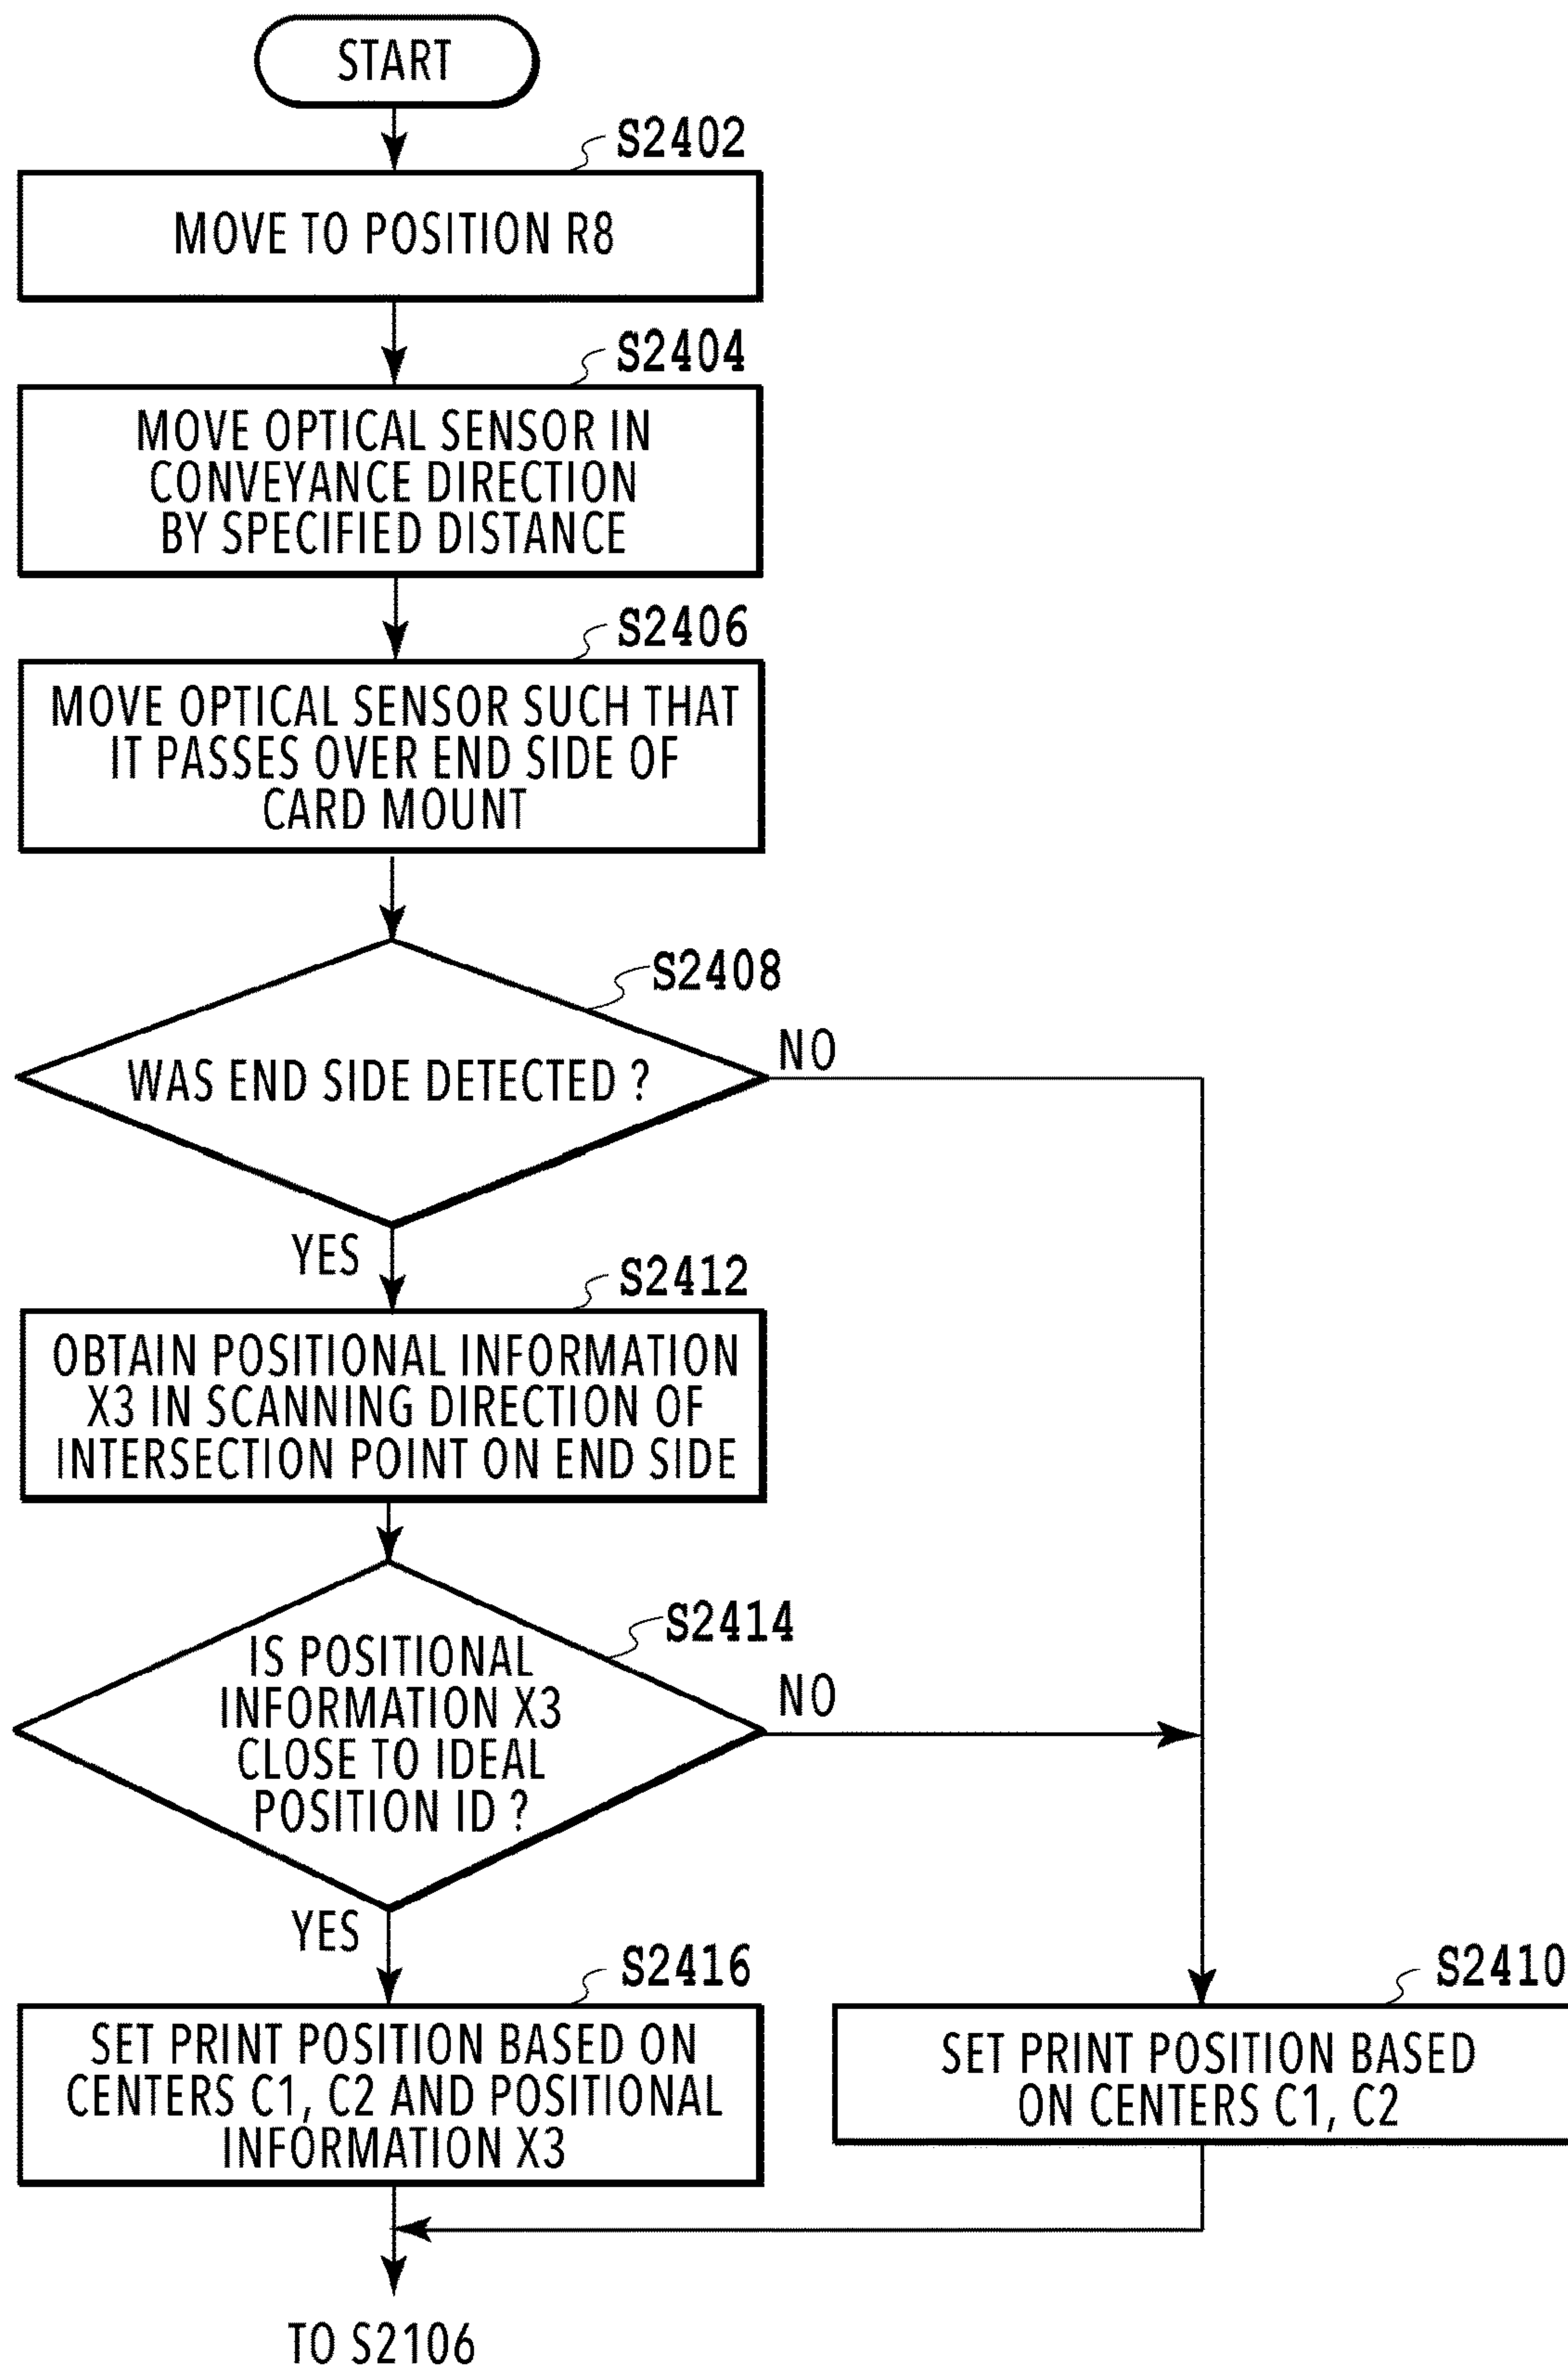 START
S2402
MOVE TO POSITION R8
S2404
MOVE OPTICAL SENSOR IN
CONVEYANCE DIRECTION
BY SPECIFIED DISTANCE
S2406
MOVE OPTICAL SENSOR SUCH THAT
IT PASSES OVER END SIDE OF
CARD MOUNT
S2408
WAS END SIDE DETECTED ?
NO
YES
S2412
OBTAIN POSITIONAL INFORMATION
X3 IN SCANNING DIRECTION OF
INTERSECTION POINT ON END SIDE
S2414
IS POSITIONAL
INFORMATION X3
CLOSE TO IDEAL
POSITION ID ?
NO
YES
S2416
SET PRINT POSITION BASED ON
CENTERS C1, C2 AND POSITIONAL
INFORMATION X3
S2410
SET PRINT POSITION BASED
ON CENTERS C1, C2
TO S2106